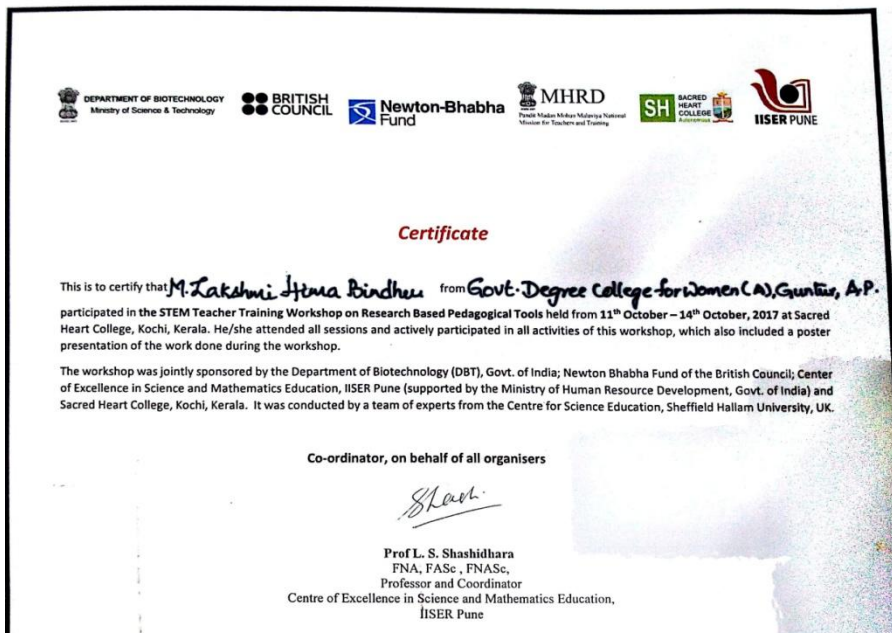 DEPARTMENT OF BIOTECHNOLOGY
Ministry of Science & Technology
BRITISH
COUNCIL
Newton-Bhabha
Fund
MHRD
Pandit Madan Mohan Malaviya National
Mission for Teachers and Training
SH
SACRED
HEART
COLLEGE
Autonomous
IISER PUNE
Certificate
This is to certify that M. Lakshmi Hima Bindhu from Govt. Degree College for Women (A), Guntur, A.P.
participated in the STEM Teacher Training Workshop on Research Based Pedagogical Tools held from 11th October – 14th October, 2017 at Sacred
Heart College, Kochi, Kerala. He/she attended all sessions and actively participated in all activities of this workshop, which also included a poster
presentation of the work done during the workshop.
The workshop was jointly sponsored by the Department of Biotechnology (DBT), Govt. of India; Newton Bhabha Fund of the British Council; Center
of Excellence in Science and Mathematics Education, IISER Pune (supported by the Ministry of Human Resource Development, Govt. of India) and
Sacred Heart College, Kochi, Kerala. It was conducted by a team of experts from the Centre for Science Education, Sheffield Hallam University, UK.
Co-ordinator, on behalf of all organisers
Prof L. S. Shashidhara
FNA, FASc , FNASc,
Professor and Coordinator
Centre of Excellence in Science and Mathematics Education,
IISER Pune